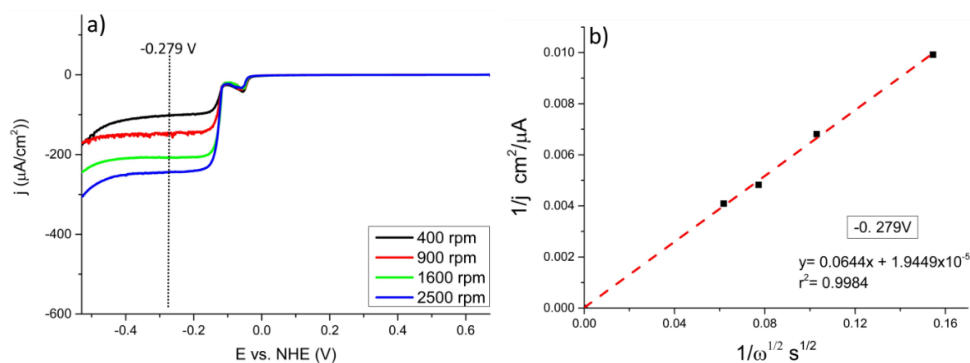 a)
-0.279 V
0
-200
-400
-600
j (µA/cm²))
-0.4
-0.2
0.0
0.2
0.4
0.6
E vs. NHE (V)
400 rpm
900 rpm
1600 rpm
2500 rpm
b)
0.010
0.008
0.006
0.004
0.002
0.000
1/j cm²/µA
0.00
0.04
0.08
0.12
0.16
1/ω^1/2 s^1/2
-0. 279V
y= 0.0644x + 1.9449x10^-5
r²= 0.9984